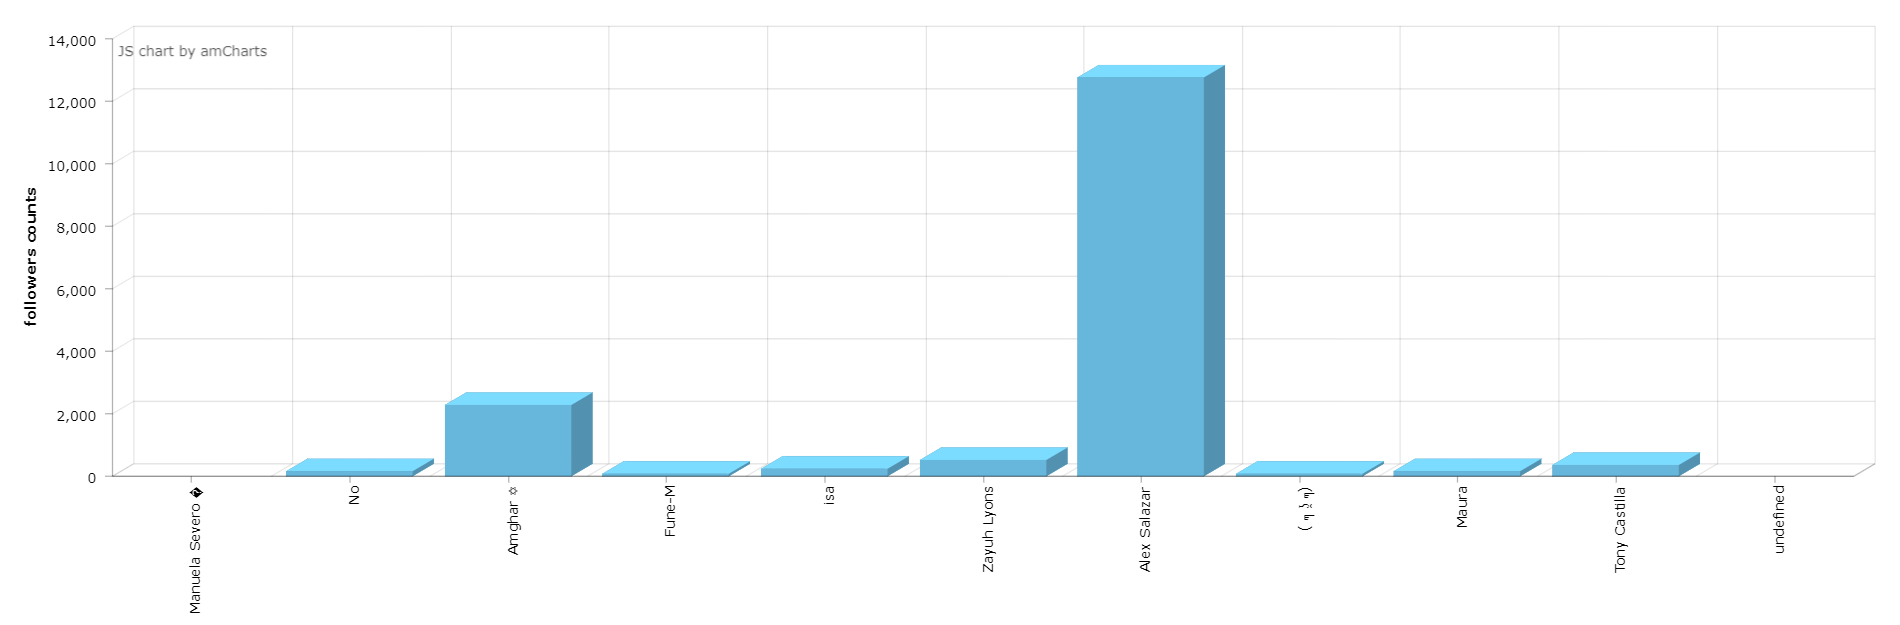 14,000
JS chart by amCharts
12,000
10,000
8,000
6,000
4,000
2,000
0
followers counts
Manuela Severo �
No
Amghar ✡
Fune-M
isa
Zayuh Lyons
Alex Salazar
Maura
Tony Castilla
undefined